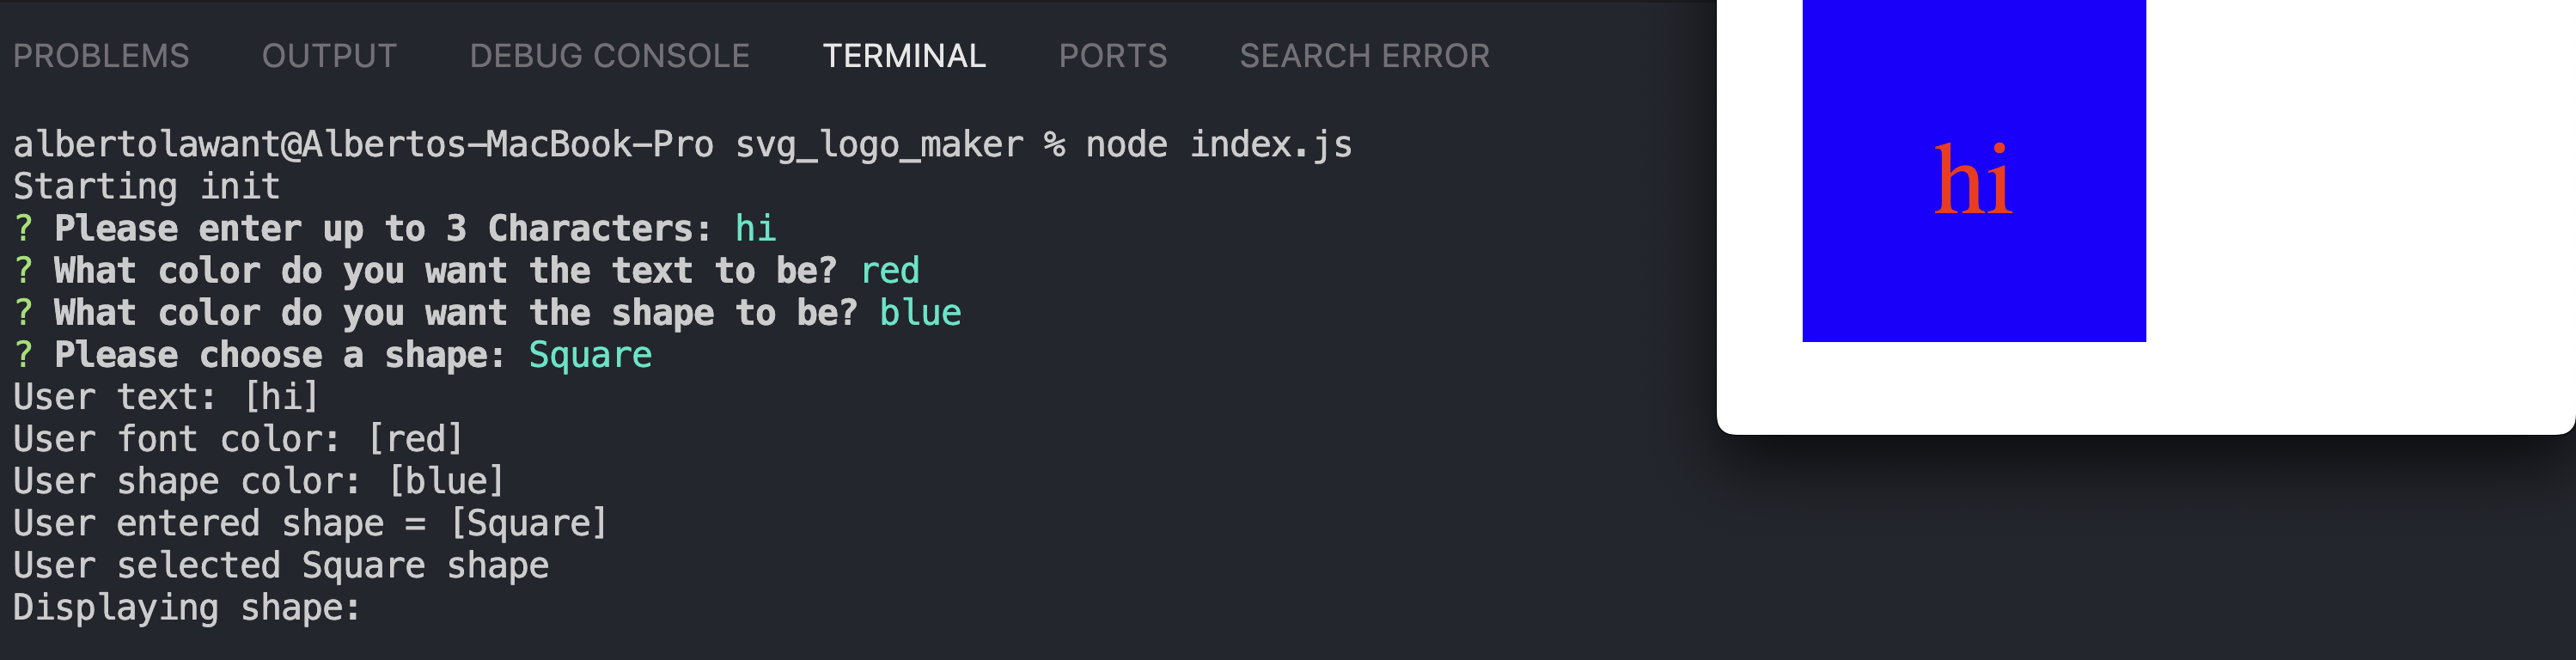 PROBLEMS OUTPUT DEBUG CONSOLE TERMINAL PORTS SEARCH ERROR
albertolawant@Albertos-MacBook-Pro svg_logo_maker % node index.js
Starting init
? Please enter up to 3 Characters: hi
? What color do you want the text to be? red
? What color do you want the shape to be? blue
? Please choose a shape: Square
User text: [hi]
User font color: [red]
User shape color: [blue]
User entered shape = [Square]
User selected Square shape
Displaying shape:
hi